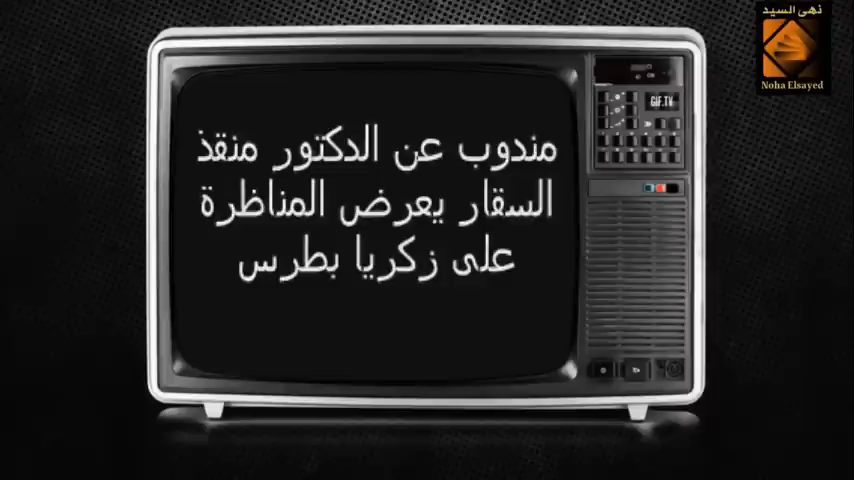 نهى السيد
Noha Elsayed
GIF.TV
مندوب عن الدكتور منقذ
السقار يعرض المناظرة
على زكريا بطرس